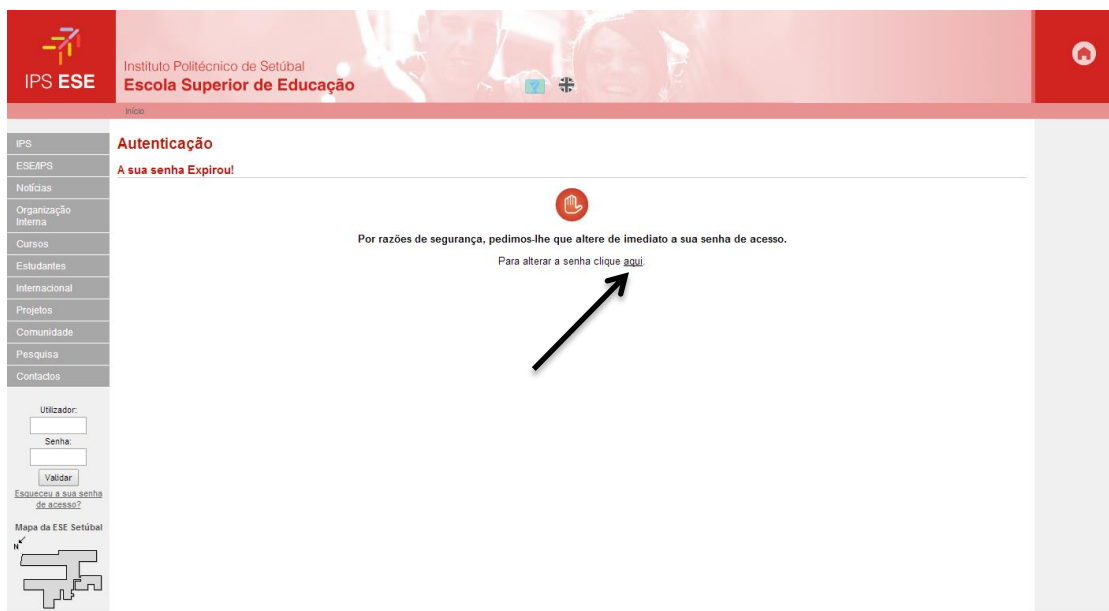 IPS ESE
Instituto Politécnico de Setúbal
Escola Superior de Educação
?
Início
IPS
ESE/IPS
Notícias
Organização
Interna
Cursos
Estudantes
Internacional
Projetos
Comunidade
Pesquisa
Contactos
Utilizador:
Senha:
Validar
Esqueceu a sua senha
de acesso?
Mapa da ESE Setúbal
N
Autenticação
A sua senha Expirou!
Por razões de segurança, pedimos-lhe que altere de imediato a sua senha de acesso.
Para alterar a senha clique aqui.